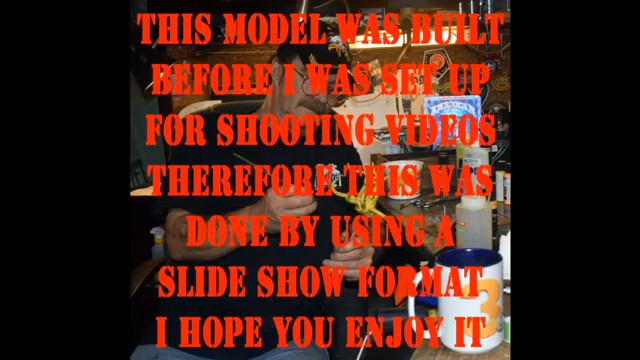 THIS MODEL WAS BUILT
BEFORE I WAS SET UP
FOR SHOOTING VIDEOS
THEREFORE THIS WAS
DONE BY USING A
SLIDE SHOW FORMAT
I HOPE YOU ENJOY IT
3